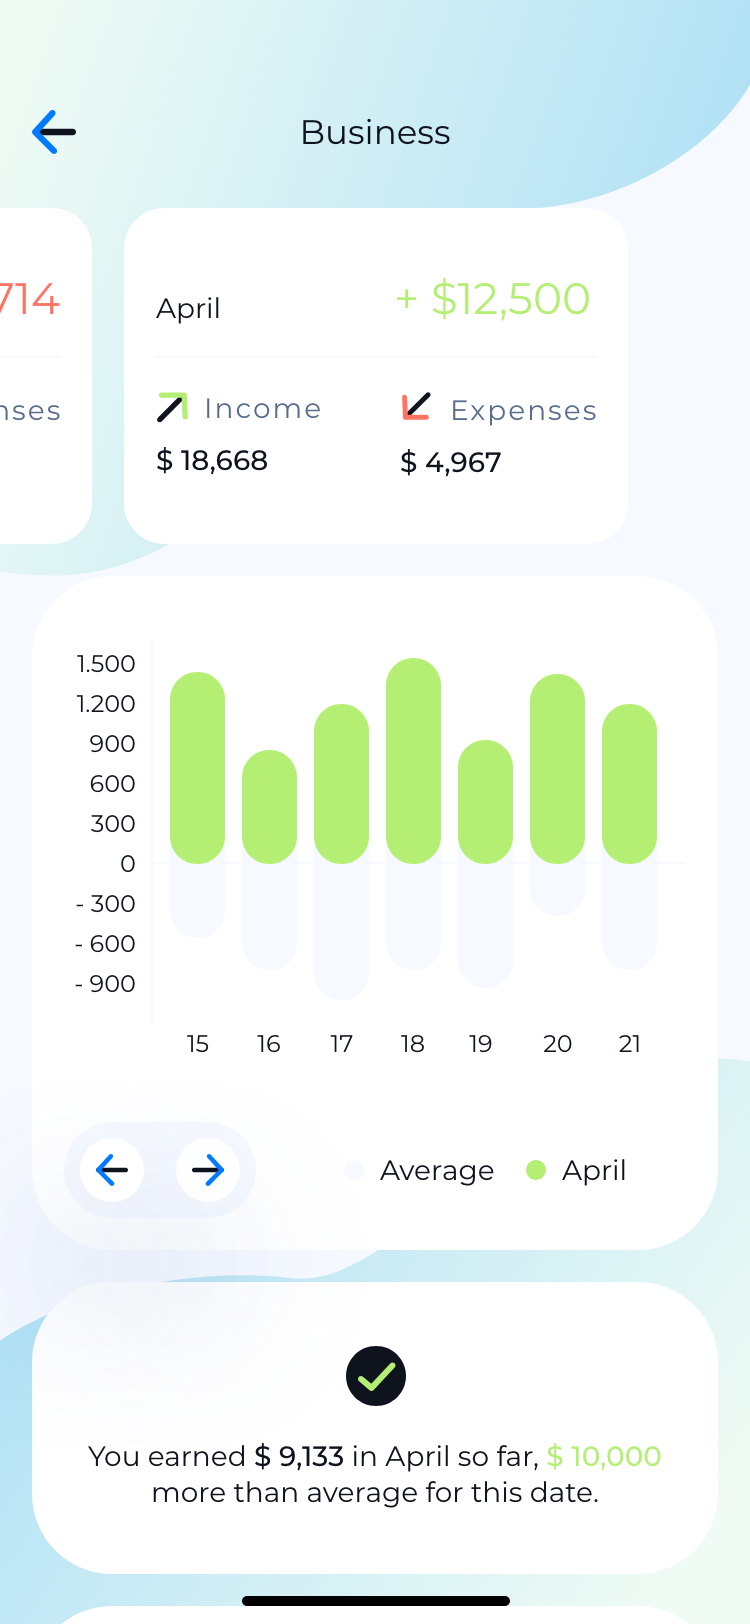 Business
714
April
+ $12,500
nses
Income
Expenses
$ 18,668
$ 4,967
1.500
1.200
900
600
300
0
- 300
- 600
- 900
15 16 17 18 19 20 21
Average
April
You earned $ 9,133 in April so far, $ 10,000
more than average for this date.